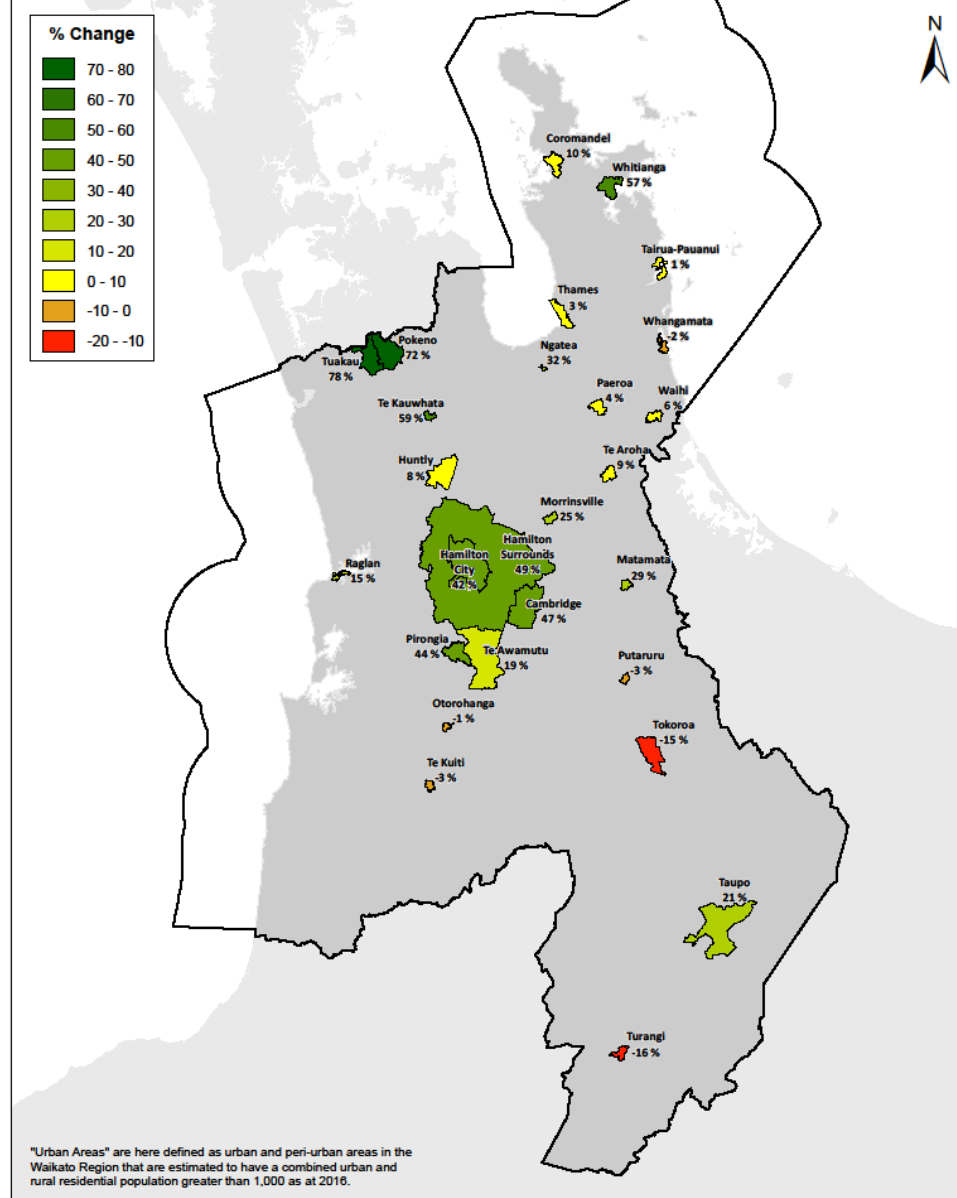 % Change
70 - 80
60 - 70
50 - 60
40 - 50
30 - 40
20 - 30
10 - 20
0 - 10
-10 - 0
-20 - -10
N
Coromandel
10 %
Whitianga
57 %
Tairua-Pauanui
1 %
Thames
3 %
Whangamata
-2 %
Pokeno
72 %
Tuakau
78 %
Ngatea
32 %
Paeroa
4 %
Waihi
6 %
Te Kauwhata
59 %
Huntly
8 %
Te Aroha
9 %
Morrinsville
25 %
Hamilton
Surrounds
49 %
Hamilton
City
42 %
Matamata
29 %
Raglan
15 %
Cambridge
47 %
Pirongia
44 %
Te Awamutu
19 %
Putaruru
-3 %
Otorohanga
-1 %
Tokoroa
-15 %
Te Kuiti
-3 %
Taupo
21 %
Turangi
-16 %
"Urban Areas" are here defined as urban and peri-urban areas in the
Waikato Region that are estimated to have a combined urban and
rural residential population greater than 1,000 as at 2016.